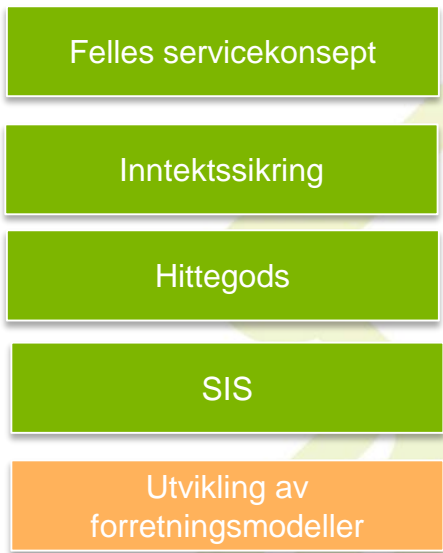 Felles servicekonsept
Inntektssikring
Hittegods
SIS
Utvikling av
forretningsmodeller